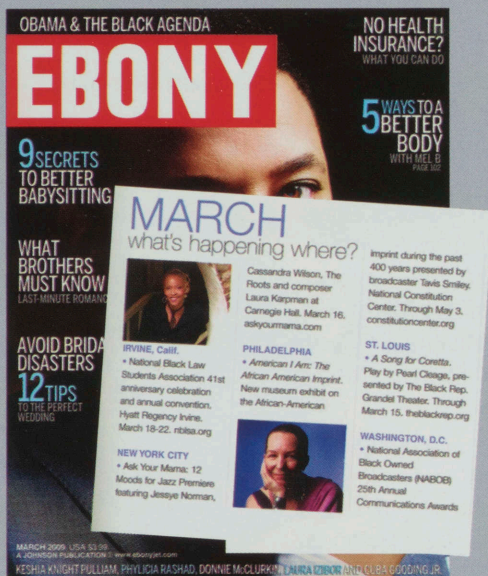 OBAMA & THE BLACK AGENDA
EBONY
NO HEALTH
INSURANCE?
WHAT YOU CAN DO
5 WAYS TO A
BETTER
BODY
WITH MEL B
PAGE 102
9 SECRETS
TO BETTER
BABYSITTING
WHAT
BROTHERS
MUST KNOW
LAST-MINUTE
AVOID
DISASTERS
12 TIPS
TO THE PERFECT
WEDDING
MARCH 2009 USA $3.99
A JOHNSON PUBLICATION © www.ebonyjet.com
KESHIA KNIGHT PULLIAM, PHYLICIA RASHAD, DONNIE McCLURKIN, LAURA IZIBOR AND CUBA GOODING JR.
MARCH
what's happening where?
IRVINE, Calif.
• National Black Law
Students Association 41st
anniversary celebration
and annual convention.
Hyatt Regency Irvine.
March 18-22. nblsa.org
NEW YORK CITY
• Ask Your Mama: 12
Moods for Jazz Premiere
featuring Jessye Norman,
Cassandra Wilson, The
Roots and composer
Laura Karpman at
Carnegie Hall. March 16.
askyourmama.com
PHILADELPHIA
• American I Am: The
African American Imprint.
New museum exhibit on
the African-American
imprint during the past
400 years presented by
broadcaster Tavis Smiley.
National Constitution
Center. Through May 3.
constitutioncenter.org
ST. LOUIS
• A Song for Coretta.
Play by Pearl Cleage, pre-
sented by The Black Rep.
Grandel Theater. Through
March 15. theblackrep.org
WASHINGTON, D.C.
• National Association of
Black Owned
Broadcasters (NABOB)
25th Annual
Communications Awards